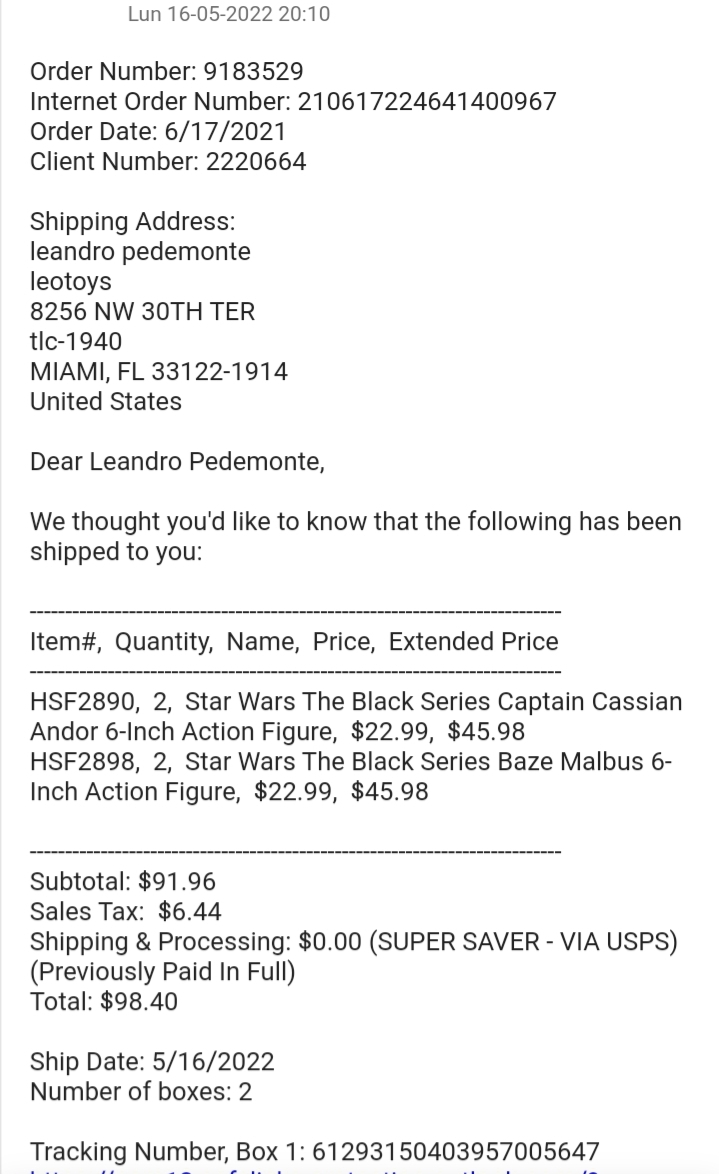 Lun 16-05-2022 20:10
Order Number: 9183529
Internet Order Number: 210617224641400967
Order Date: 6/17/2021
Client Number: 2220664
Shipping Address:
leandro pedemonte
leotoys
8256 NW 30TH TER
tlc-1940
MIAMI, FL 33122-1914
United States
Dear Leandro Pedemonte,
We thought you'd like to know that the following has been
shipped to you:
---------------------------------------------------------------------------
Item#,  Quantity,  Name,  Price,  Extended Price
---------------------------------------------------------------------------
HSF2890,  2,  Star Wars The Black Series Captain Cassian
Andor 6-Inch Action Figure,  $22.99,  $45.98
HSF2898,  2,  Star Wars The Black Series Baze Malbus 6-
Inch Action Figure,  $22.99,  $45.98
---------------------------------------------------------------------------
Subtotal: $91.96
Sales Tax:  $6.44
Shipping & Processing: $0.00 (SUPER SAVER - VIA USPS)
(Previously Paid In Full)
Total: $98.40
Ship Date: 5/16/2022
Number of boxes: 2
Tracking Number, Box 1: 61293150403957005647